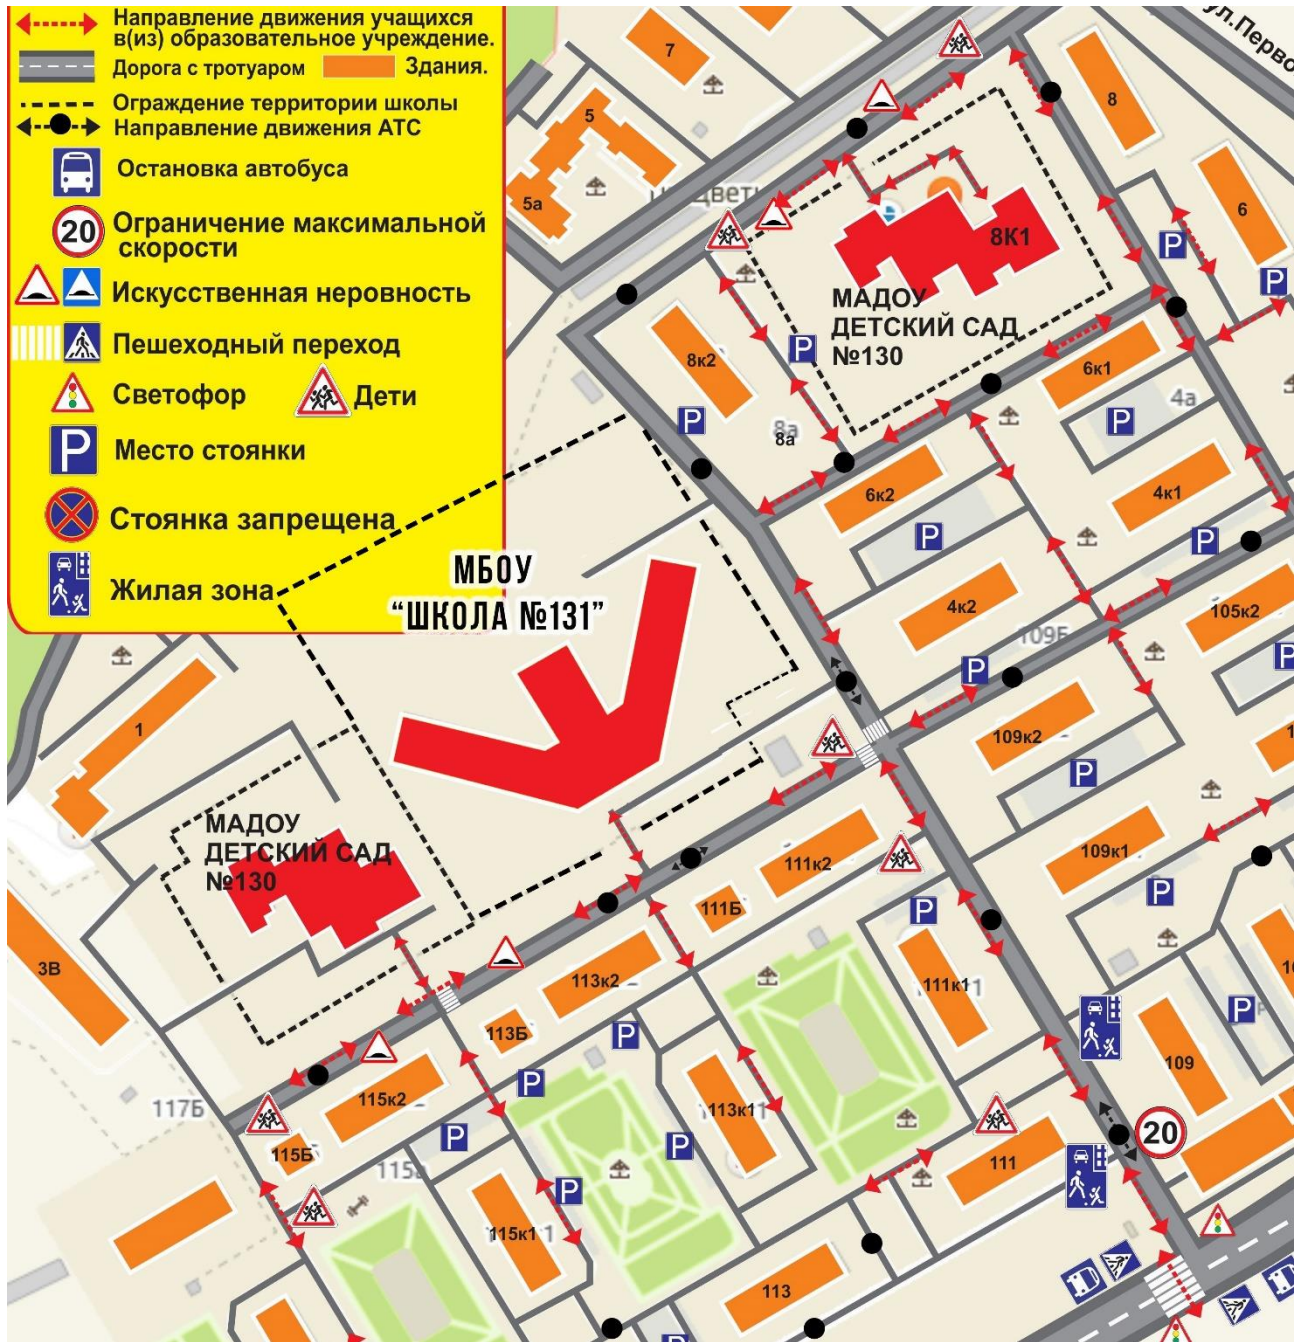 Направление движения учащихся
в(из) образовательное учреждение.
Дорога с тротуаром
Здания.
Ограждение территории школы
Направление движения АТС
Остановка автобуса
20
Ограничение максимальной
скорости
Искусственная неровность
Пешеходный переход
Светофор
Дети
P
Место стоянки
Стоянка запрещена
Жилая зона
7
5
5а
8
6
8К1
МАДОУ
ДЕТСКИЙ САД
№130
P
P
P
8к2
P
8а
8а
6к1
4а
P
6к2
4к1
P
P
МБОУ
“ШКОЛА №131”
4к2
109Б
105к2
P
P
1
109к2
P
МАДОУ
ДЕТСКИЙ САД
№130
111к2
109к1
111Б
P
P
3В
113к2
111к1
P
113Б
P
109
P
115к2
117Б
113к1
20
P
P
115Б
115а
111
P
115к1
113
P